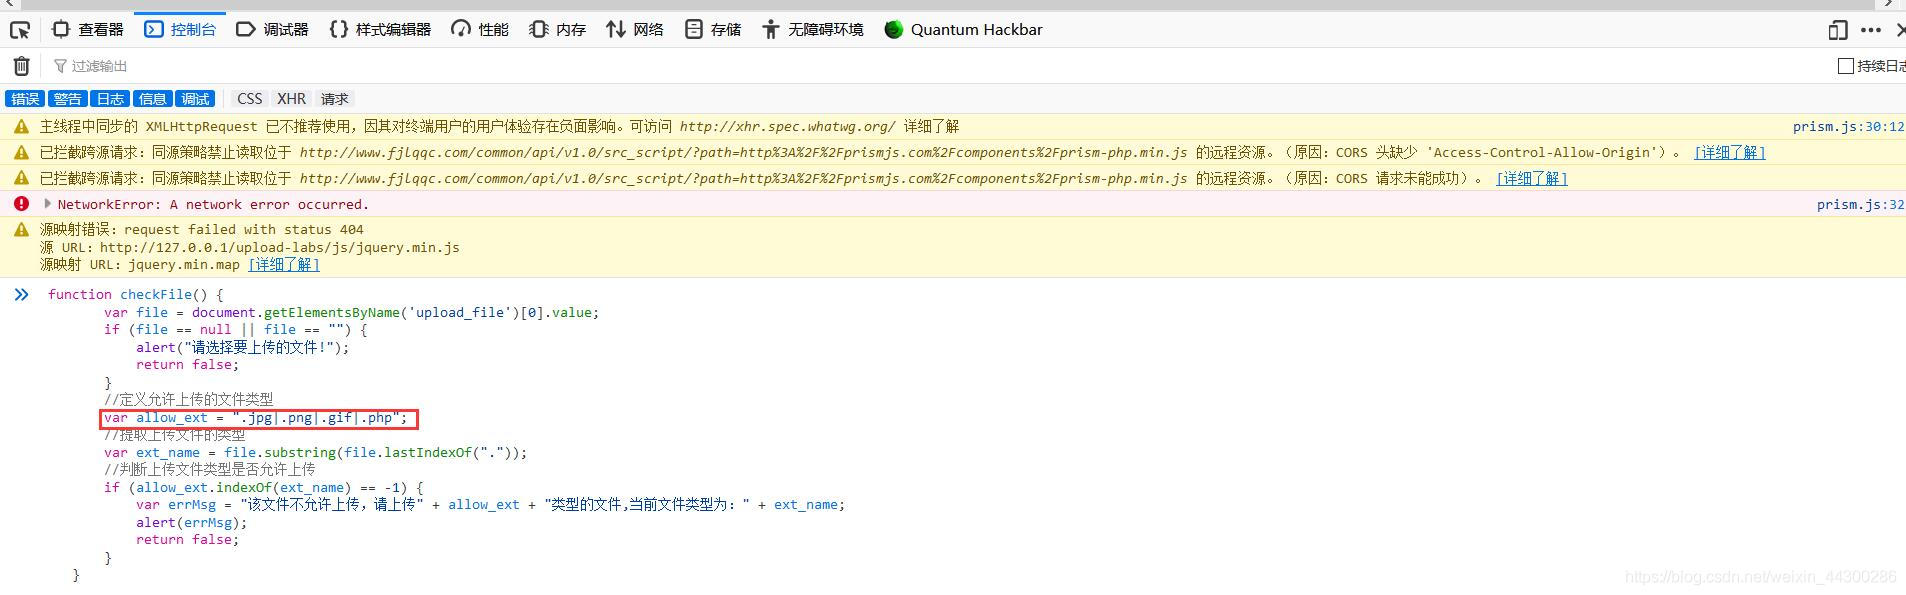 查看器 控制台 调试器 {} 样式编辑器 性能 内存 网络 存储 无障碍环境 Quantum Hackbar
过滤输出 持续日志
错误 警告 日志 信息 调试 CSS XHR 请求
主线程中同步的 XMLHttpRequest 已不推荐使用，因其对终端用户的用户体验存在负面影响。可访问 http://xhr.spec.whatwg.org/ 详细了解 prism.js:30:12
已拦截跨源请求：同源策略禁止读取位于 http://www.fjlqqc.com/common/api/v1.0/src_script/?path=http%3A%2F%2Fprismjs.com%2Fcomponents%2Fprism-php.min.js 的远程资源。（原因：CORS 头缺少 'Access-Control-Allow-Origin'）。 [详细了解]
已拦截跨源请求：同源策略禁止读取位于 http://www.fjlqqc.com/common/api/v1.0/src_script/?path=http%3A%2F%2Fprismjs.com%2Fcomponents%2Fprism-php.min.js 的远程资源。（原因：CORS 请求未能成功）。 [详细了解]
NetworkError: A network error occurred. prism.js:32
源映射错误：request failed with status 404
源 URL：http://127.0.0.1/upload-labs/js/jquery.min.js
源映射 URL：jquery.min.map [详细了解]
function checkFile() {
var file = document.getElementsByName('upload_file')[0].value;
if (file == null || file == "") {
alert("请选择要上传的文件!");
return false;
}
//定义允许上传的文件类型
var allow_ext = ".jpg|.png|.gif|.php";
//提取上传文件的类型
var ext_name = file.substring(file.lastIndexOf("."));
//判断上传文件类型是否允许上传
if (allow_ext.indexOf(ext_name) == -1) {
var errMsg = "该文件不允许上传，请上传" + allow_ext + "类型的文件,当前文件类型为：" + ext_name;
alert(errMsg);
return false;
}
}
https://blog.csdn.net/weixin_44300286